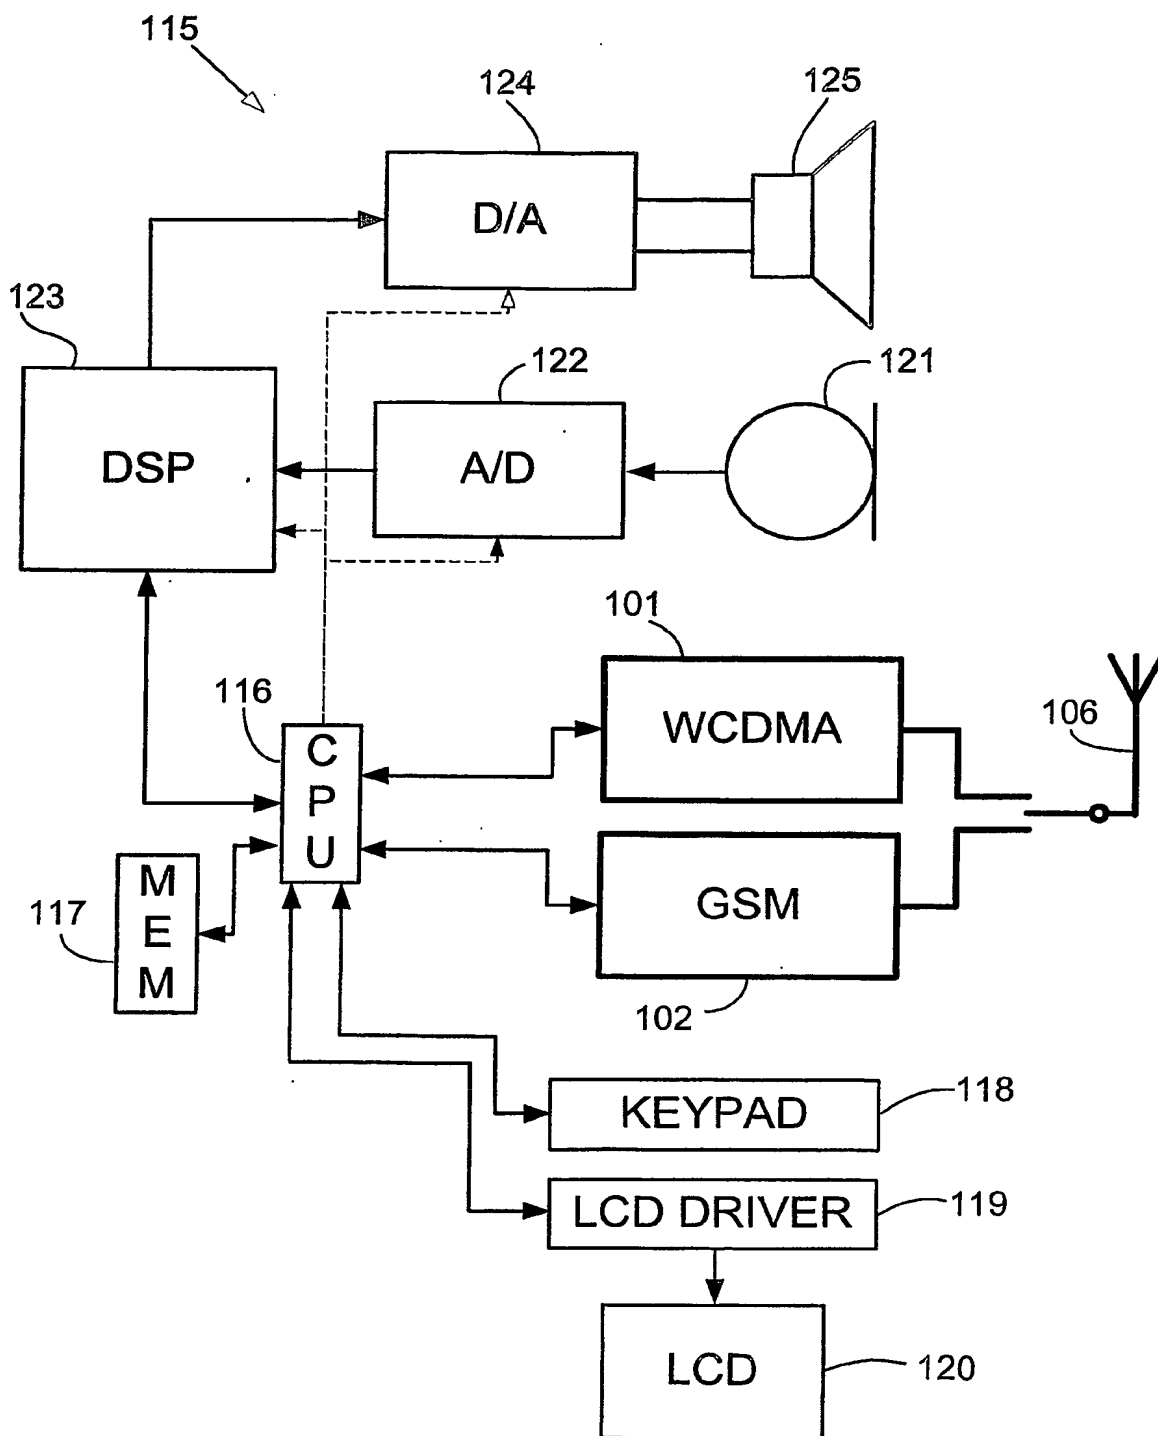 115
124
125
D/A
123
122
121
DSP
A/D
101
116
WCDMA
106
C
P
U
117
M
E
M
GSM
102
KEYPAD
118
LCD DRIVER
119
LCD
120